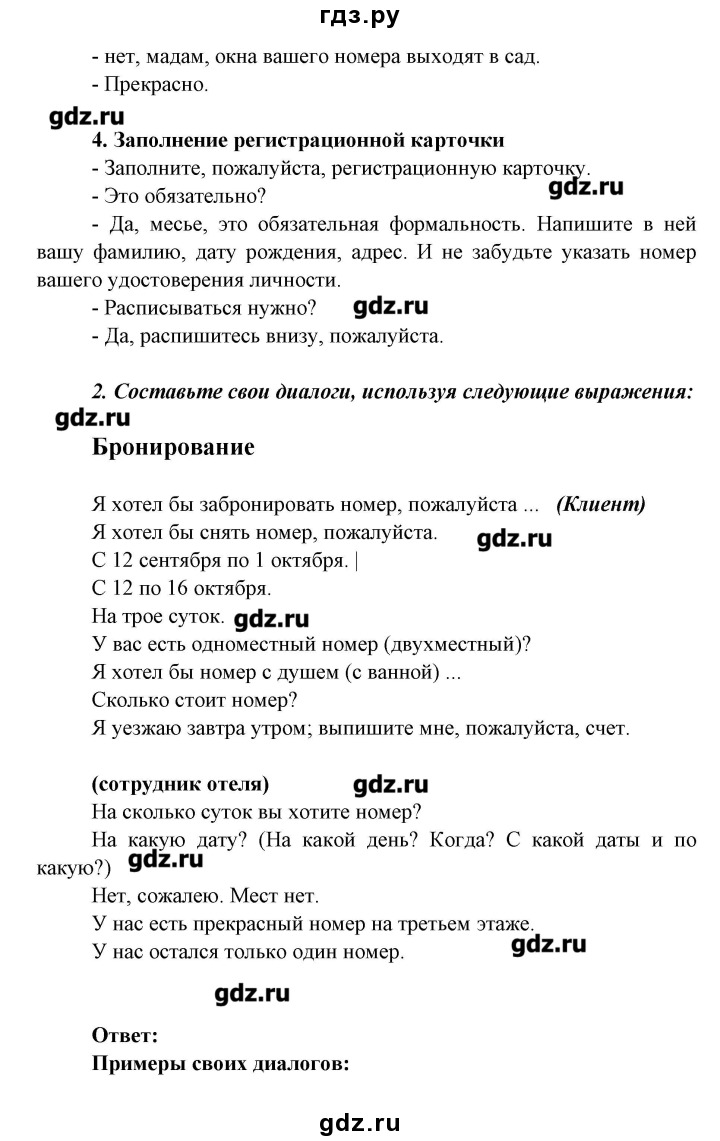 гдз.ру
- нет, мадам, окна вашего номера выходят в сад.
- Прекрасно.
gdz.ru
4. Заполнение регистрационной карточки
- Заполните, пожалуйста, регистрационную карточку.
- Это обязательно?
gdz.ru
- Да, месье, это обязательная формальность. Напишите в ней
вашу фамилию, дату рождения, адрес. И не забудьте указать номер
вашего удостоверения личности.
- Расписываться нужно?
gdz.ru
- Да, распишитесь внизу, пожалуйста.
2. Составьте свои диалоги, используя следующие выражения:
gdz.ru
Бронирование
Я хотел бы забронировать номер, пожалуйста ... (Клиент)
Я хотел бы снять номер, пожалуйста.
gdz.ru
С 12 сентября по 1 октября. |
С 12 по 16 октября.
На трое суток.
gdz.ru
У вас есть одноместный номер (двухместный)?
Я хотел бы номер с душем (с ванной) ...
Сколько стоит номер?
Я уезжаю завтра утром; выпишите мне, пожалуйста, счет.
(сотрудник отеля)
gdz.ru
На сколько суток вы хотите номер?
На какую дату? (На какой день? Когда? С какой даты и по
какую?)
gdz.ru
Нет, сожалею. Мест нет.
У нас есть прекрасный номер на третьем этаже.
У нас остался только один номер.
gdz.ru
gdz.ru
Ответ:
Примеры своих диалогов:
gdz.ru